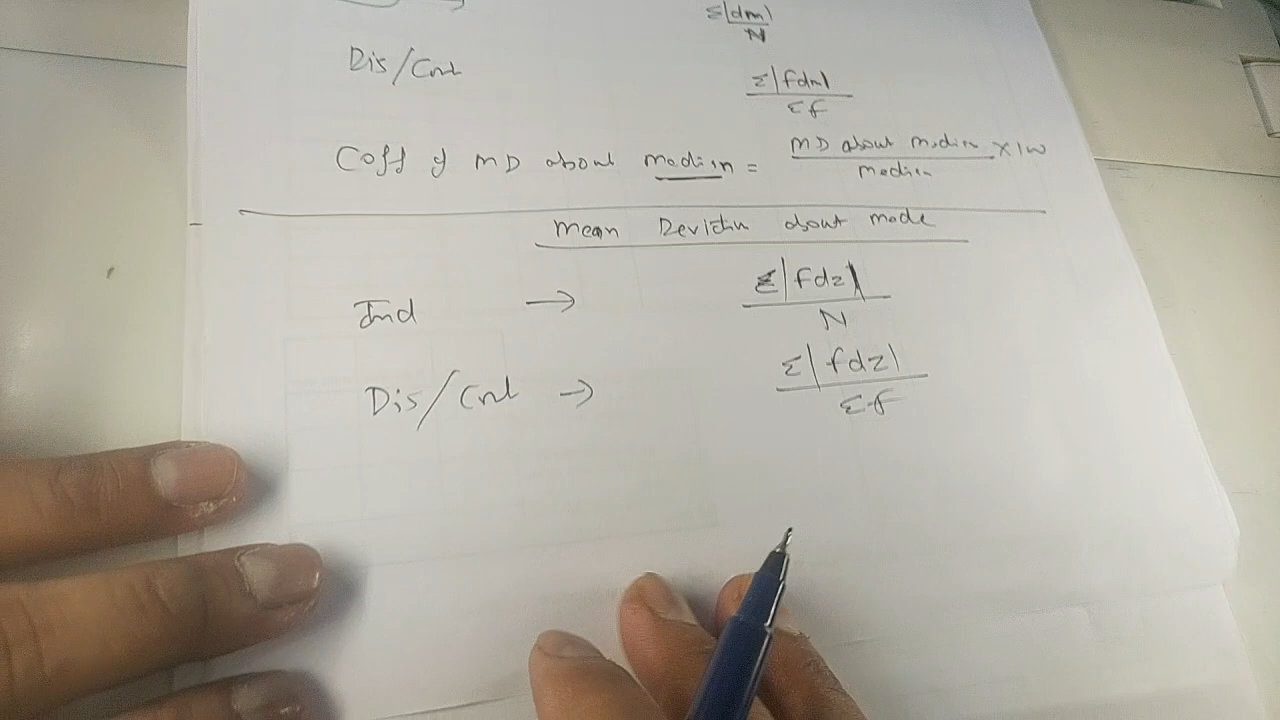 Σ|dm|
N
Dis/Cnt
Σ|fdm|
Σf
Coff of MD about median = MD about median X100
median
Mean Deviation about mode
Ind → Σ|fdz|
N
Dis/Cnt → Σ|fdz|
Σf